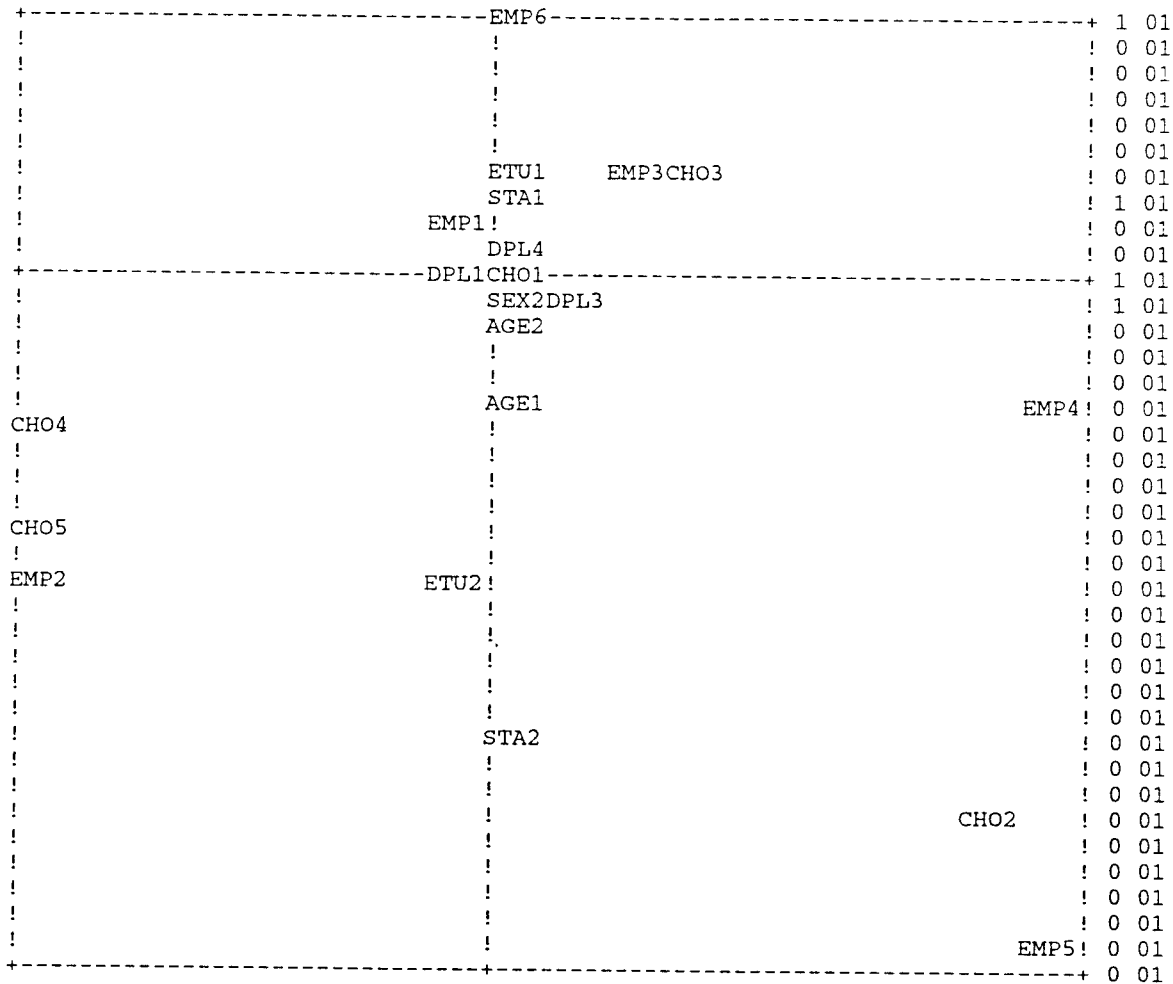 +-----------------------------------EMP6----------------------------------------+ 1 01
!                                   !                                           ! 0 01
!                                   !                                           ! 0 01
!                                   !                                           ! 0 01
!                                   !                                           ! 0 01
!                                   !                                           ! 0 01
!                                   ETU1     EMP3CHO3                           ! 0 01
!                                   STA1                                        ! 1 01
!                               EMP1!                                           ! 0 01
!                                   DPL4                                        ! 0 01
+-------------------------------DPL1CHO1----------------------------------------+ 1 01
!                                   SEX2DPL3                                    ! 1 01
!                                   AGE2                                        ! 0 01
!                                   !                                           ! 0 01
!                                   !                                           ! 0 01
!                                   AGE1                                    EMP4! 0 01
CHO4                                !                                           ! 0 01
!                                   !                                           ! 0 01
!                                   !                                           ! 0 01
!                                   !                                           ! 0 01
CHO5                                !                                           ! 0 01
!                                   !                                           ! 0 01
EMP2                            ETU2!                                           ! 0 01
!                                   !                                           ! 0 01
!                                   !                                           ! 0 01
!                                   !                                           ! 0 01
!                                   !                                           ! 0 01
!                                   !                                           ! 0 01
!                                   STA2                                        ! 0 01
!                                   !                                           ! 0 01
!                                   !                                           ! 0 01
!                                   !                                   CHO2    ! 0 01
!                                   !                                           ! 0 01
!                                   !                                           ! 0 01
!                                   !                                           ! 0 01
!                                   !                                           ! 0 01
!                                   !                                       EMP5! 0 01
+-----------------------------------+-------------------------------------------+ 0 01